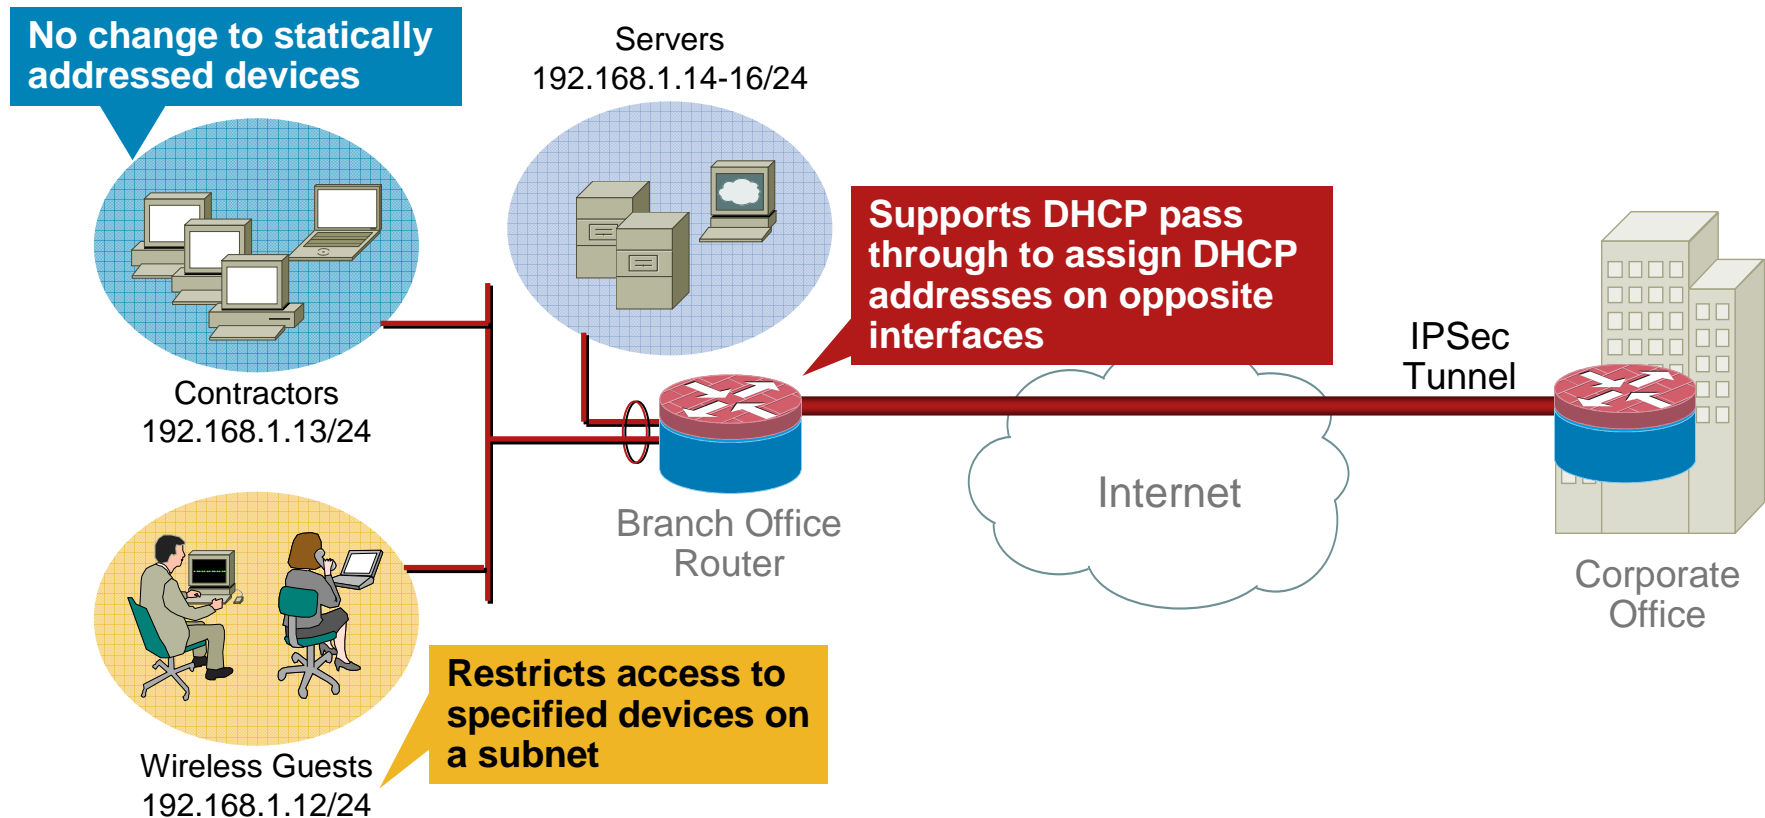 No change to statically
addressed devices
Servers
192.168.1.14-16/24
Supports DHCP pass
through to assign DHCP
addresses on opposite
interfaces
IPSec
Tunnel
Contractors
192.168.1.13/24
Internet
Branch Office
Router
Corporate
Office
Restricts access to
specified devices on
a subnet
Wireless Guests
192.168.1.12/24